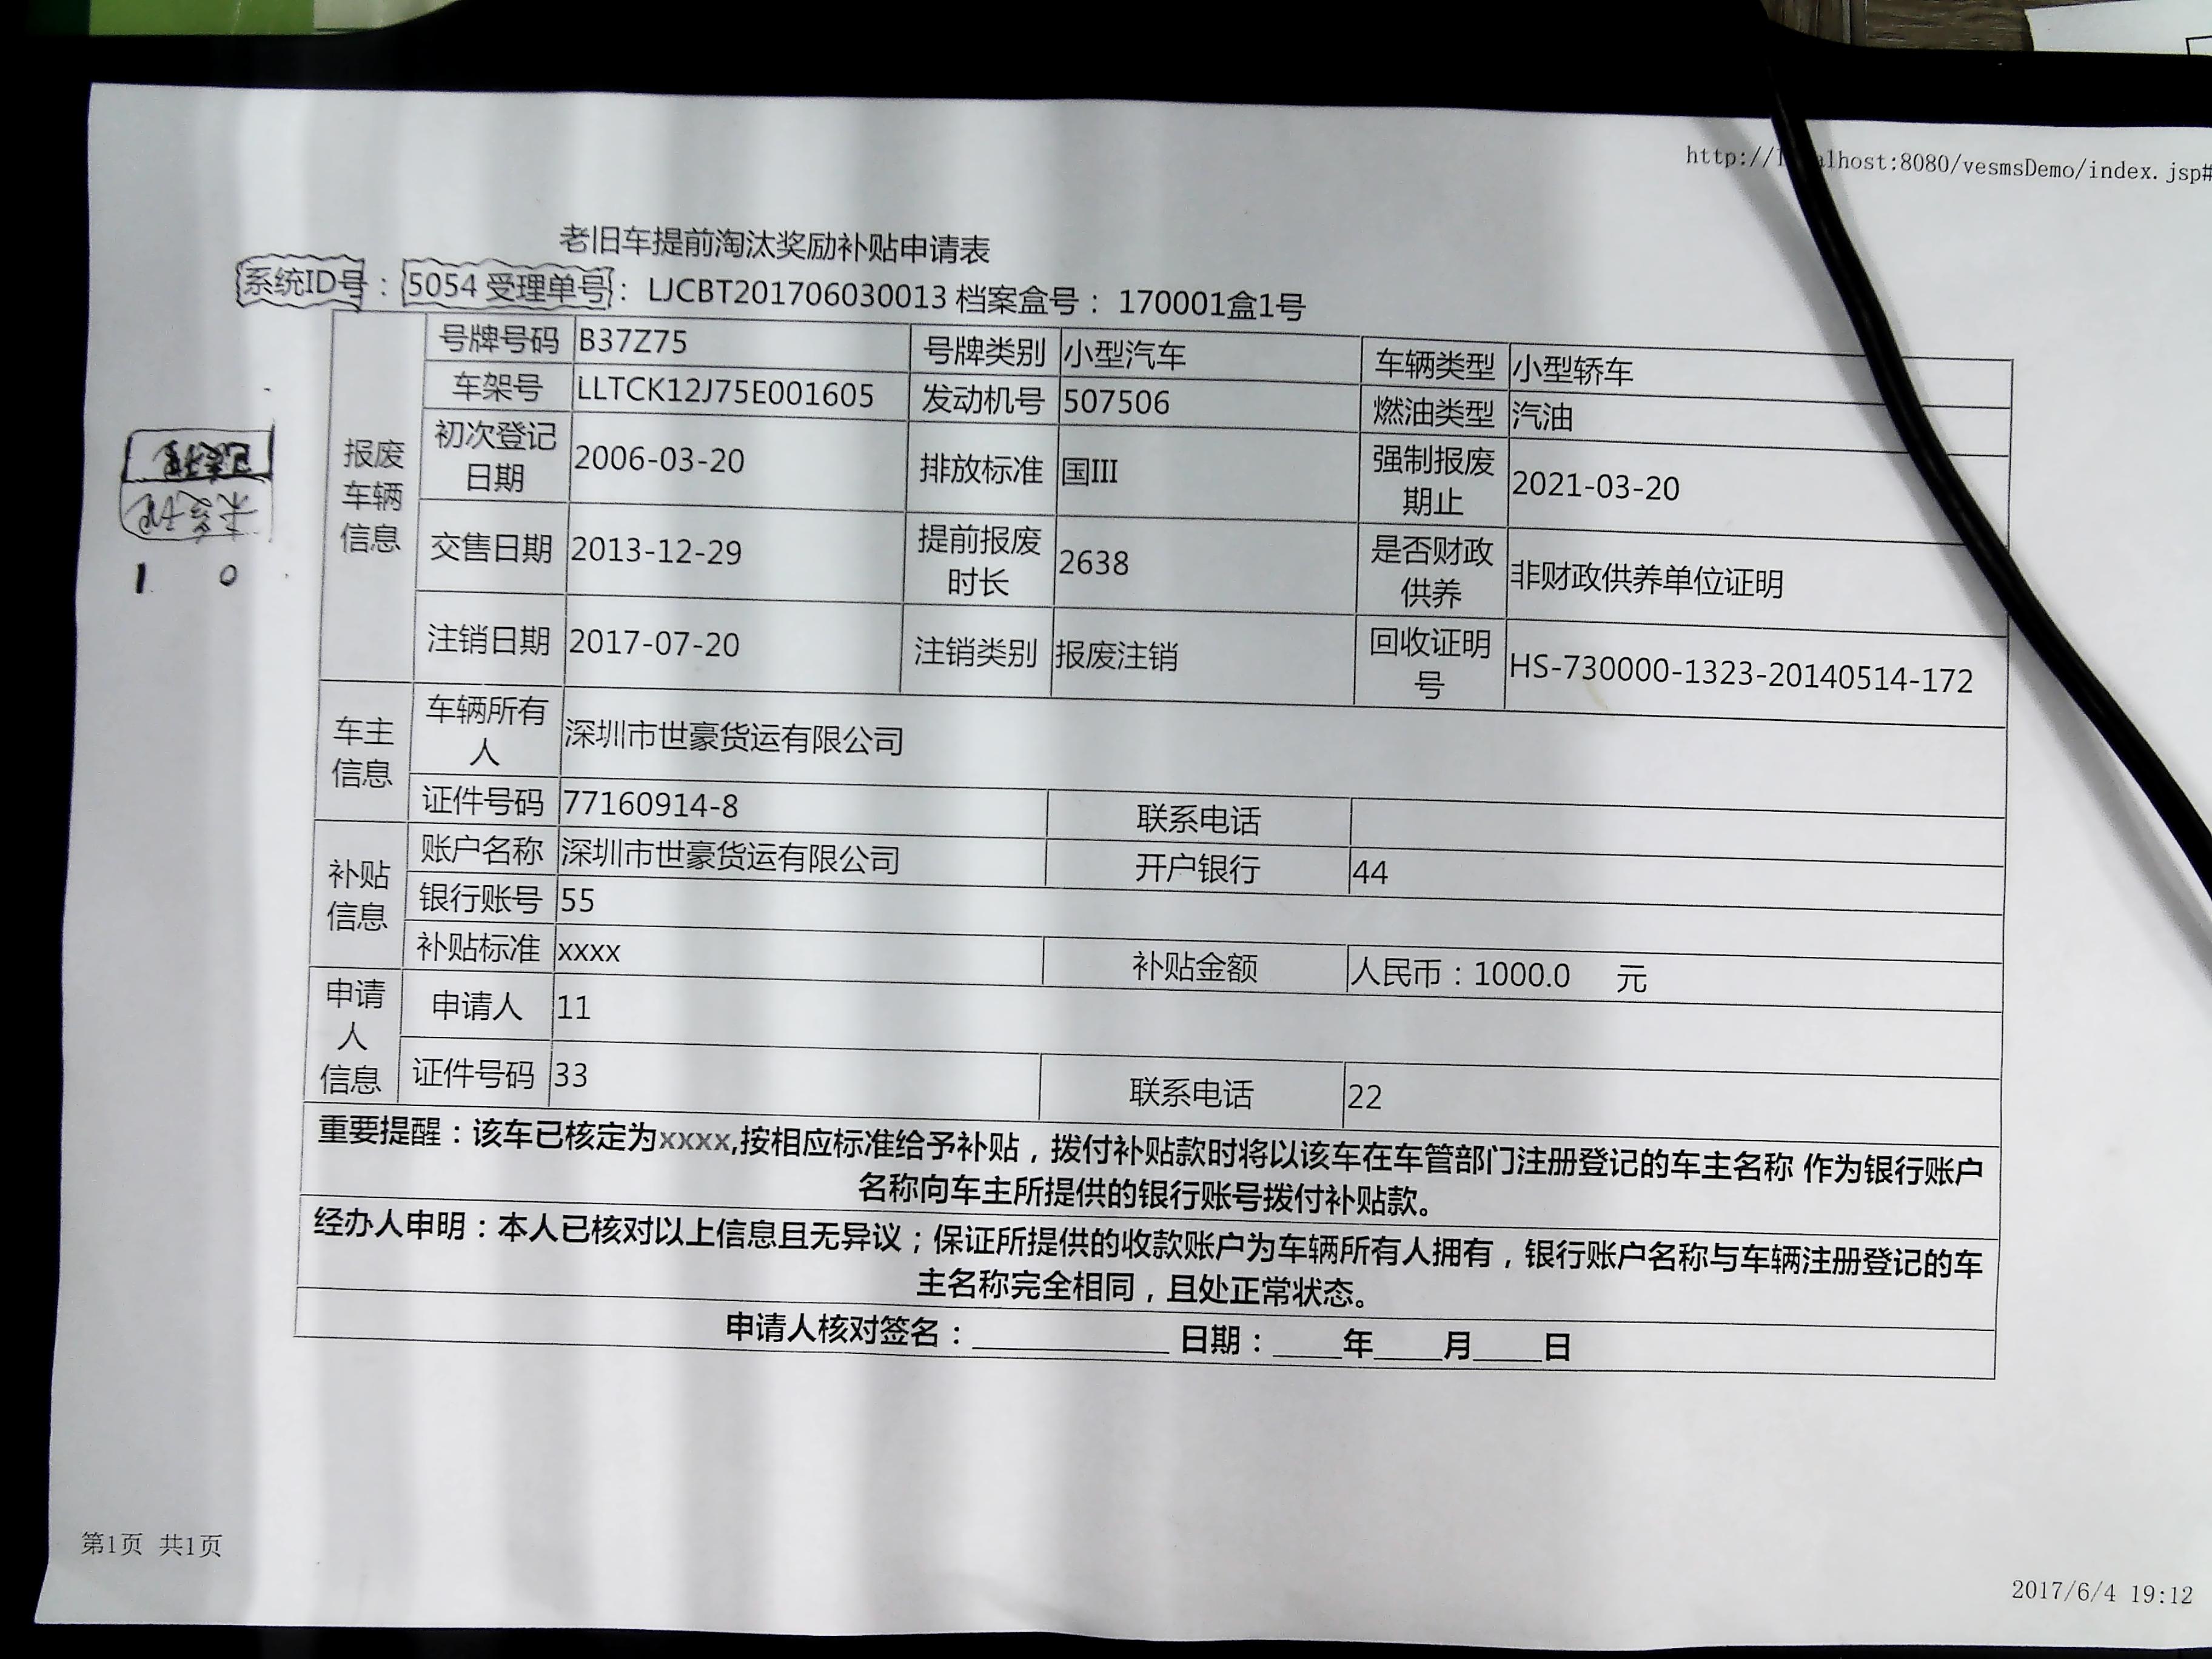 http://l alhost:8080/vesmsDemo/index.jsp#
老旧车提前淘汰奖励补贴申请表
系统ID号：5054 受理单号：LJCBT201706030013 档案盒号：170001盒1号
报废车辆信息
号牌号码 B37Z75 号牌类别 小型汽车 车辆类型 小型轿车
车架号 LLTCK12J75E001605 发动机号 507506 燃油类型 汽油
初次登记日期 2006-03-20 排放标准 国III 强制报废期止 2021-03-20
交售日期 2013-12-29 提前报废时长 2638 是否财政供养 非财政供养单位证明
注销日期 2017-07-20 注销类别 报废注销 回收证明号 HS-730000-1323-20140514-172
车主信息
车辆所有人 深圳市世豪货运有限公司
证件号码 77160914-8 联系电话
补贴信息
账户名称 深圳市世豪货运有限公司 开户银行 44
银行账号 55
补贴标准 xxxx 补贴金额 人民币：1000.0 元
申请人信息
申请人 11
证件号码 33 联系电话 22
重要提醒：该车已核定为xxxx,按相应标准给予补贴，拨付补贴款时将以该车在车管部门注册登记的车主名称 作为银行账户
名称向车主所提供的银行账号拨付补贴款。
经办人申明：本人已核对以上信息且无异议；保证所提供的收款账户为车辆所有人拥有，银行账户名称与车辆注册登记的车
主名称完全相同，且处正常状态。
申请人核对签名：____________ 日期：____年____月____日
1 0
第1页 共1页
2017/6/4 19:12